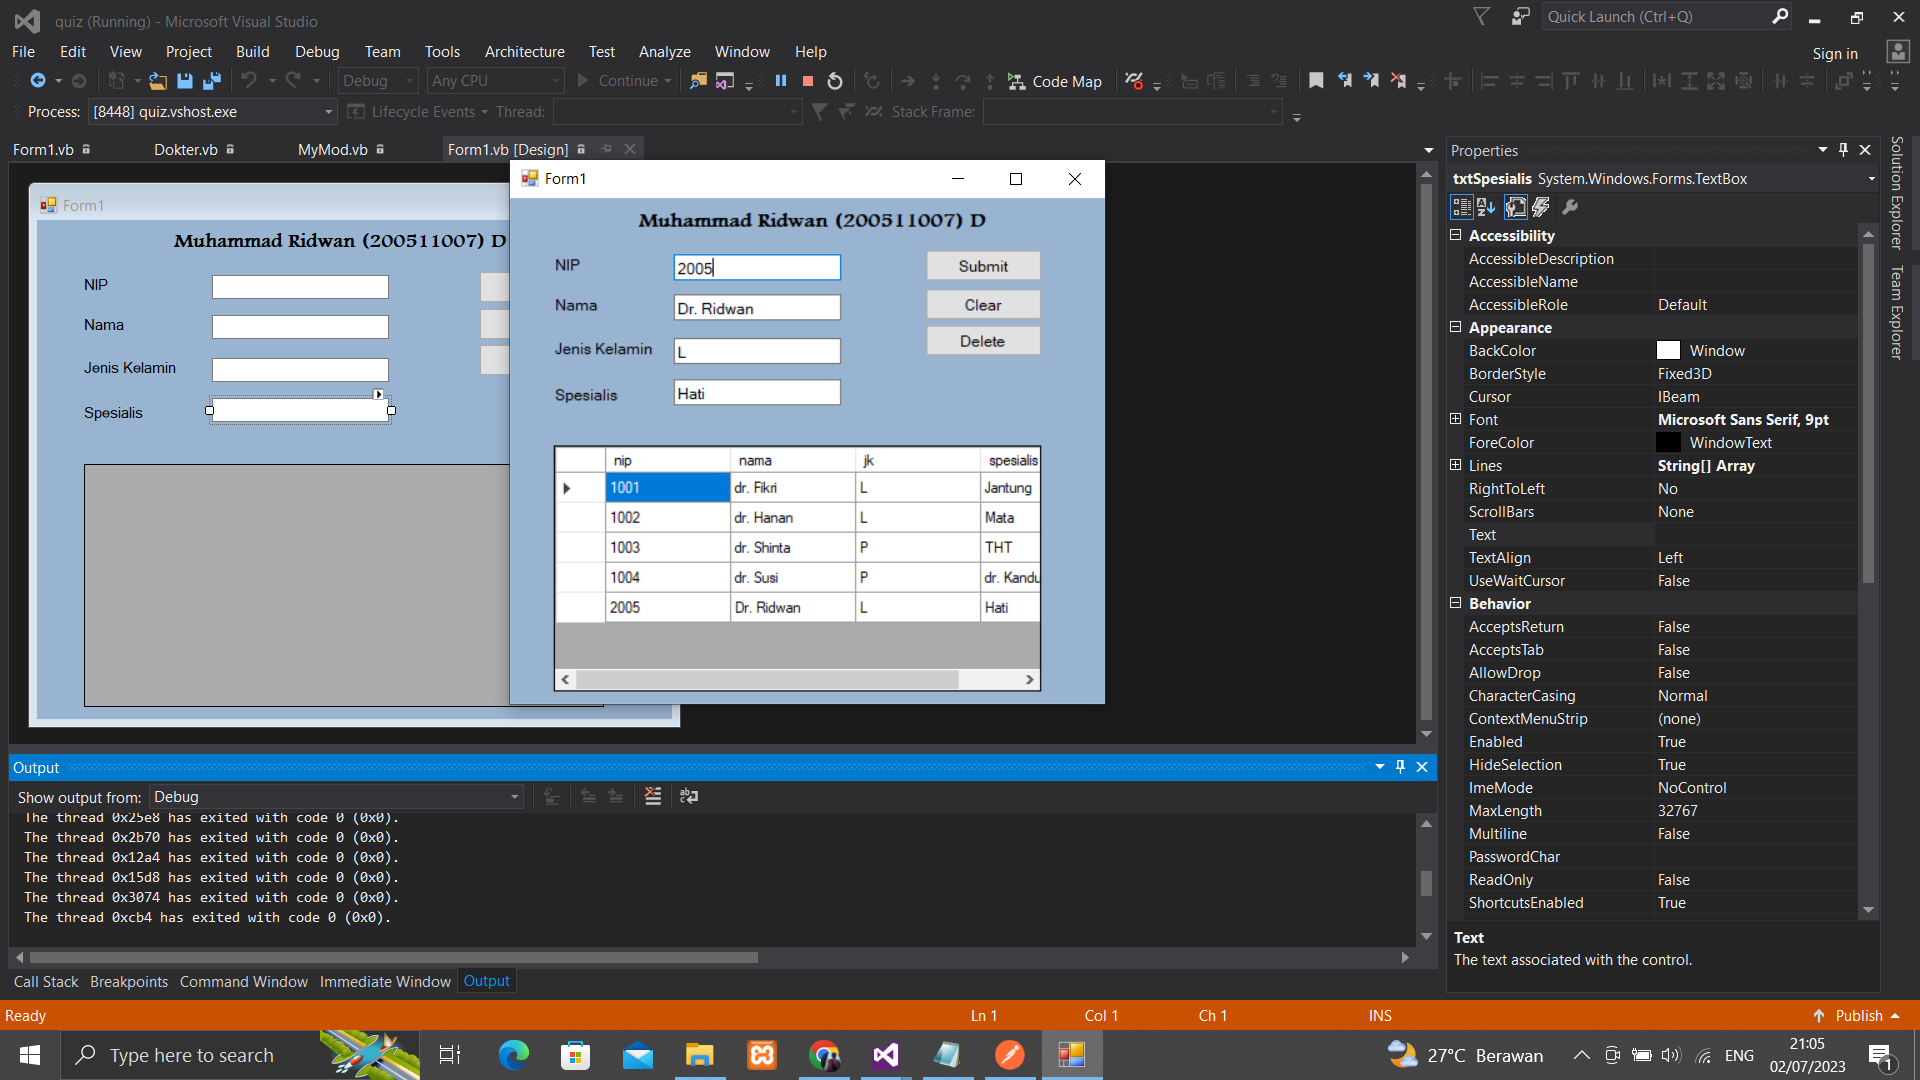 quiz (Running) - Microsoft Visual Studio
Quick Launch (Ctrl+Q)
File Edit View Project Build Debug Team Tools Architecture Test Analyze Window Help
Sign in
Debug Any CPU Continue Code Map
Process: [8448] quiz.vshost.exe Lifecycle Events Thread: Stack Frame:
Form1.vb Dokter.vb MyMod.vb Form1.vb [Design]
Form1
Muhammad Ridwan (200511007) D
NIP
Nama
Jenis Kelamin
Spesialis
Form1
Muhammad Ridwan (200511007) D
NIP 2005 Submit
Nama Dr. Ridwan Clear
Jenis Kelamin L Delete
Spesialis Hati
nip nama jk spesialis
1001 dr. Fikri L Jantung
1002 dr. Hanan L Mata
1003 dr. Shinta P THT
1004 dr. Susi P dr. Kandu
2005 Dr. Ridwan L Hati
Properties
txtSpesialis System.Windows.Forms.TextBox
Accessibility
AccessibleDescription
AccessibleName
AccessibleRole Default
Appearance
BackColor Window
BorderStyle Fixed3D
Cursor IBeam
Font Microsoft Sans Serif, 9pt
ForeColor WindowText
Lines String[] Array
RightToLeft No
ScrollBars None
Text
TextAlign Left
UseWaitCursor False
Behavior
AcceptsReturn False
AcceptsTab False
AllowDrop False
CharacterCasing Normal
ContextMenuStrip (none)
Enabled True
HideSelection True
ImeMode NoControl
MaxLength 32767
Multiline False
PasswordChar
ReadOnly False
ShortcutsEnabled True
Text
The text associated with the control.
Solution Explorer
Team Explorer
Output
Show output from: Debug
The thread 0x25e8 has exited with code 0 (0x0).
The thread 0x2b70 has exited with code 0 (0x0).
The thread 0x12a4 has exited with code 0 (0x0).
The thread 0x15d8 has exited with code 0 (0x0).
The thread 0x3074 has exited with code 0 (0x0).
The thread 0xcb4 has exited with code 0 (0x0).
Call Stack Breakpoints Command Window Immediate Window Output
Ready Ln 1 Col 1 Ch 1 INS Publish
Type here to search
27°C Berawan
ENG
21:05
02/07/2023
1